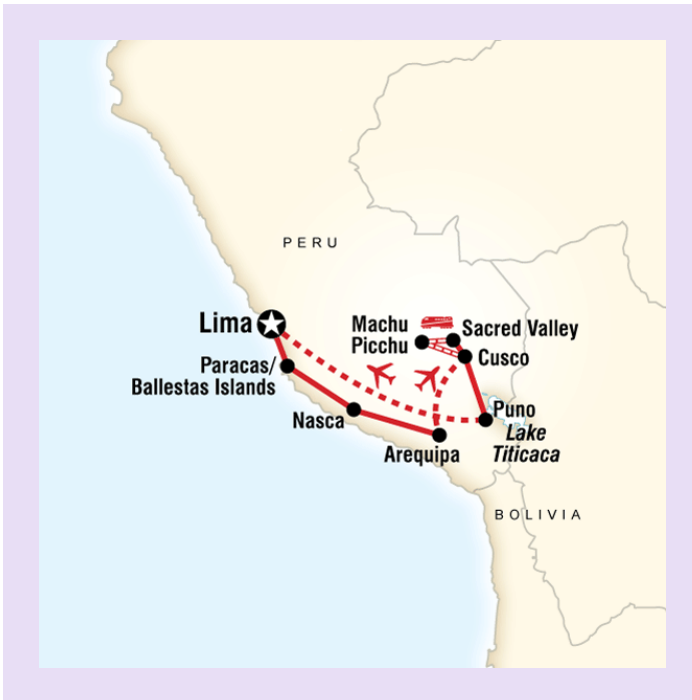 PERU
Lima
Machu
Picchu
Sacred Valley
Cusco
Paracas/
Ballestas Islands
Nasca
Arequipa
Puno
Lake
Titicaca
BOLIVIA